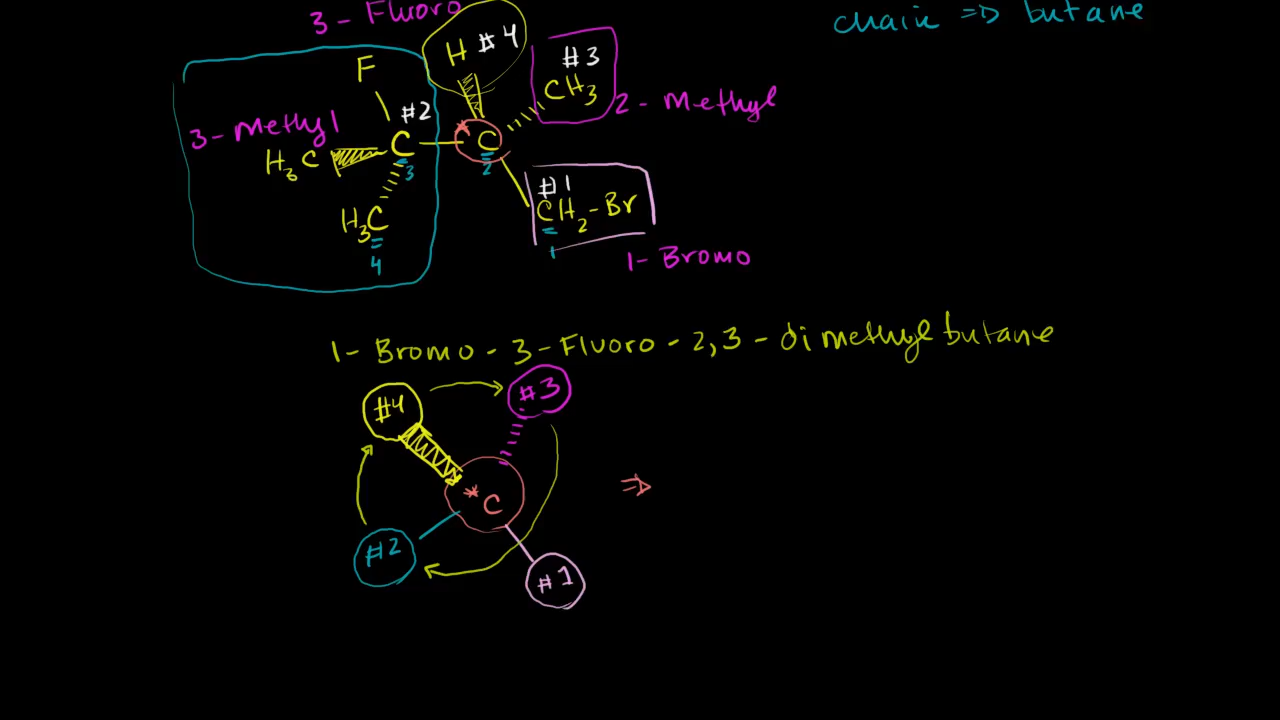 3 - Fluoro
chain => butane
H #4
#3
CH3
2 - Methyl
F
#2
3 - Methyl
H3C
C
3
* C
2
#1
CH2-Br
1
H3C
4
1 - Bromo
1 - Bromo - 3 - Fluoro - 2,3 - dimethyl butane
#4
#3
* C
=>
#2
#1